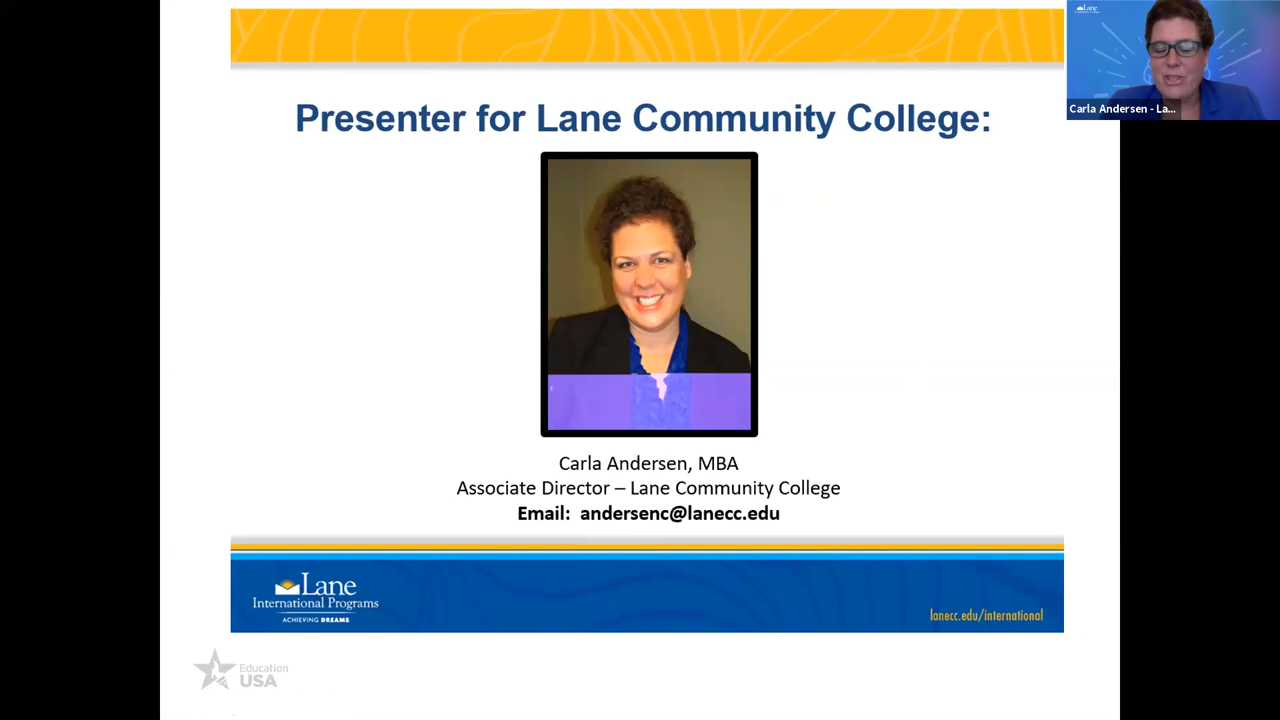 Lane
Carla Andersen - La...
Presenter for Lane Community College:
Carla Andersen, MBA
Associate Director – Lane Community College
Email: andersenc@lanecc.edu
Lane
International Programs
ACHIEVING DREAMS
lanecc.edu/international
Education
USA